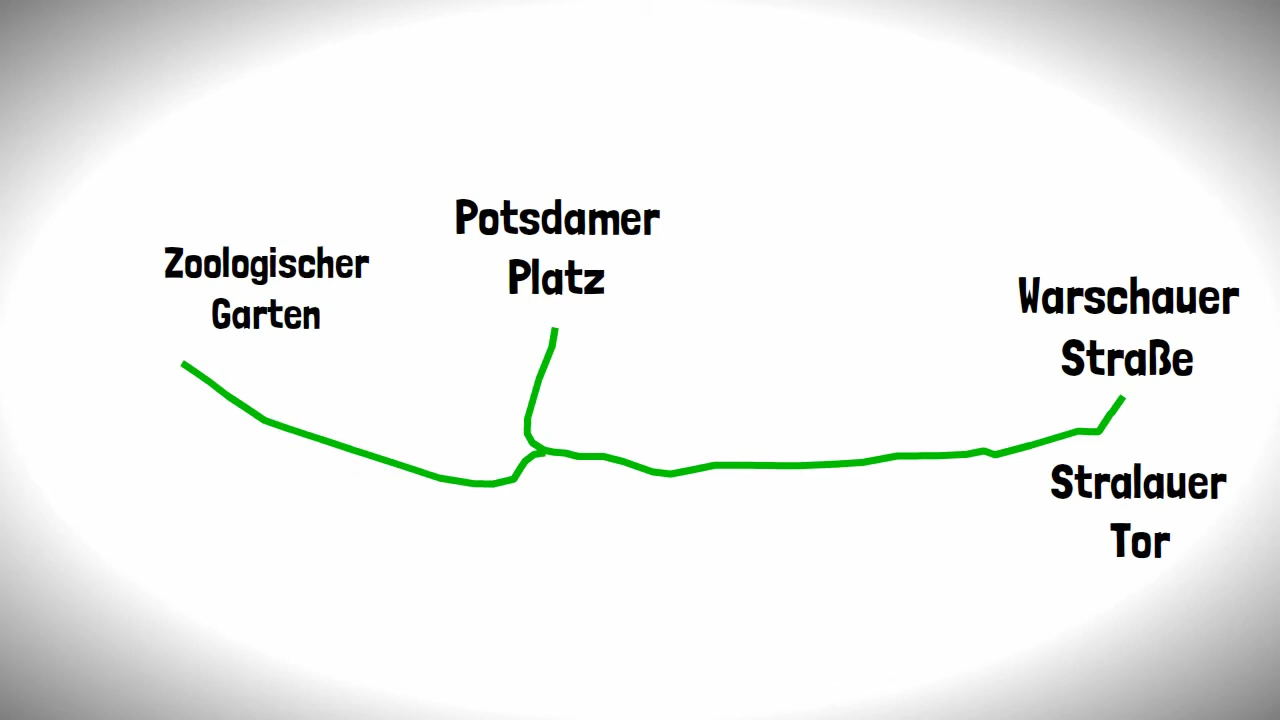 Zoologischer
Garten
Potsdamer
Platz
Warschauer
Straße
Stralauer
Tor